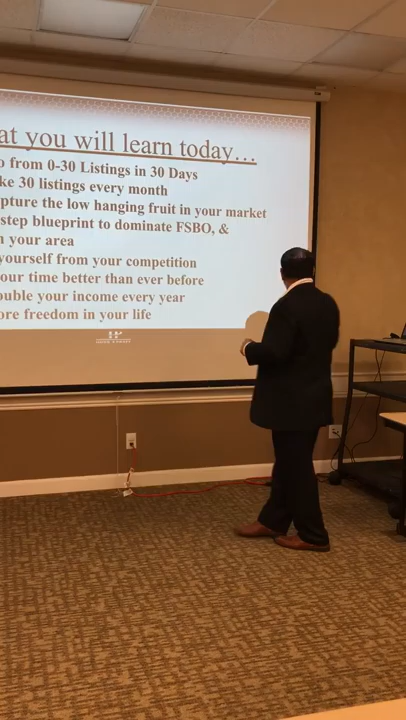 at you will learn today...
o from 0-30 Listings in 30 Days
ke 30 listings every month
pture the low hanging fruit in your market
step blueprint to dominate FSBO, &
n your area
yourself from your competition
our time better than ever before
ouble your income every year
ore freedom in your life